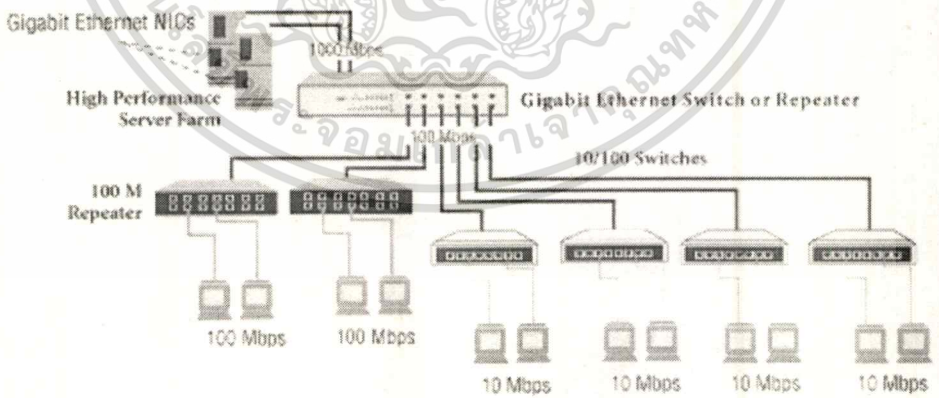 Gigabit Ethernet NICs
1000 Mbps
High Performance
Server Farm
Gigabit Ethernet Switch or Repeater
100 Mbps
10/100 Switches
100 M
Repeater
100 Mbps
100 Mbps
10 Mbps
10 Mbps
10 Mbps
10 Mbps